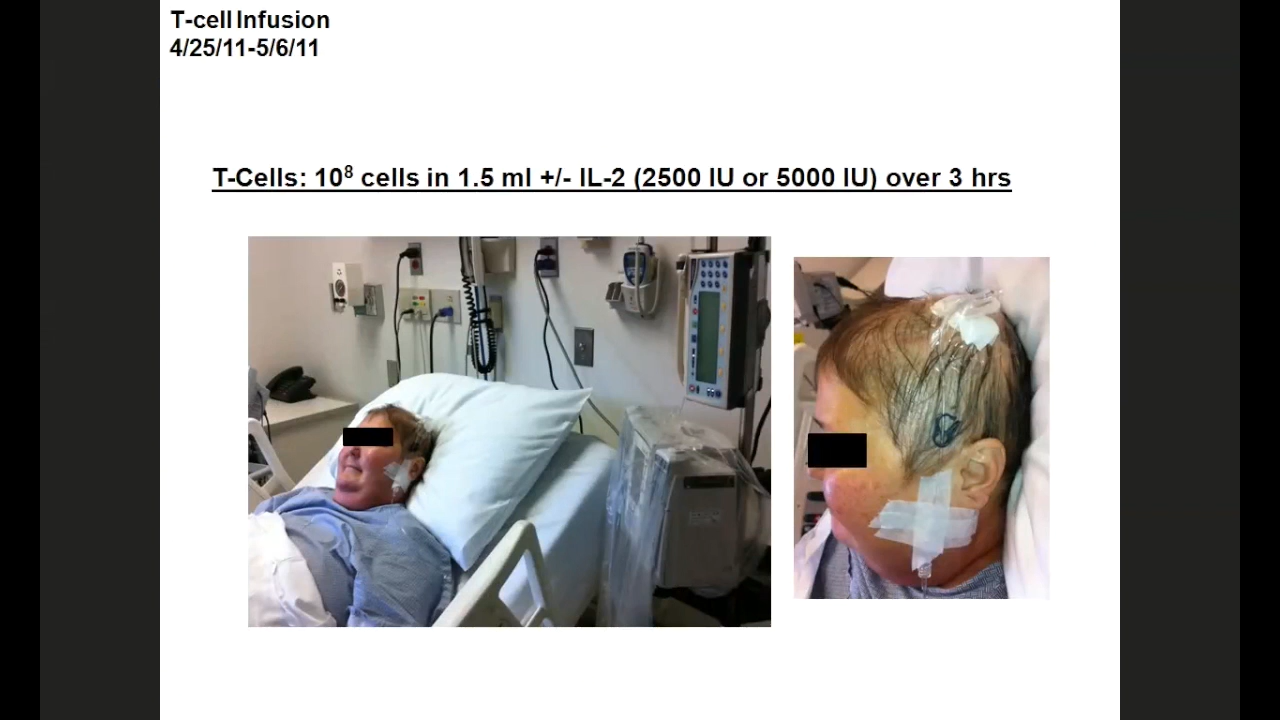 T-cell Infusion
4/25/11-5/6/11
T-Cells: 10⁸ cells in 1.5 ml +/- IL-2 (2500 IU or 5000 IU) over 3 hrs